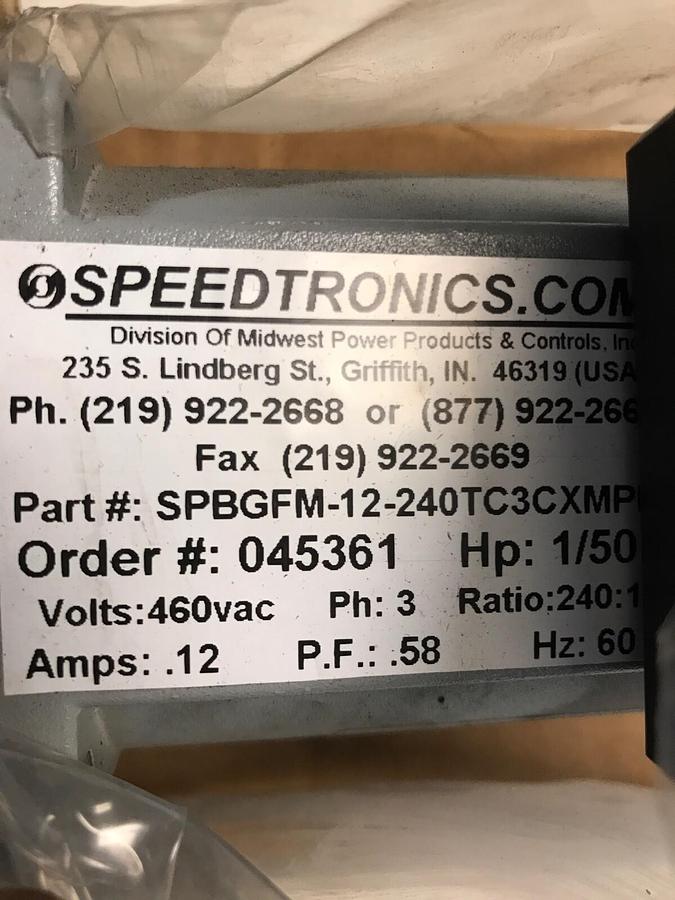 SPEEDTRONICS.COM
Division Of Midwest Power Products & Controls, In
235 S. Lindberg St., Griffith, IN. 46319 (USA
Ph. (219) 922-2668 or (877) 922-266
Fax (219) 922-2669
Part #: SPBGFM-12-240TC3CXMP
Order #: 045361 Hp: 1/50
Volts:460vac Ph: 3 Ratio:240:1
Amps: .12 P.F.: .58 Hz: 60